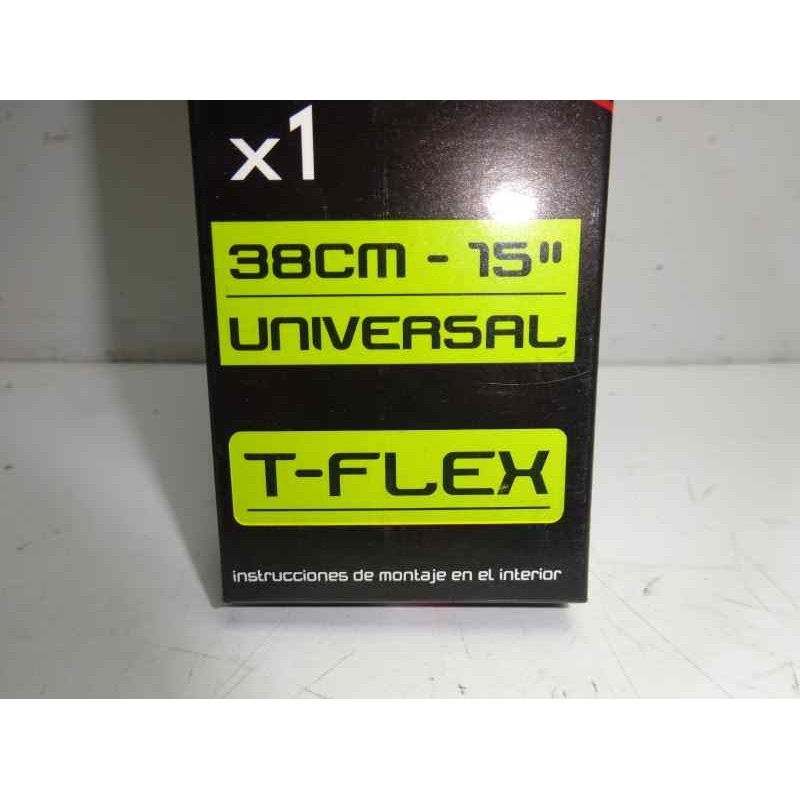 x1
38CM - 15"
UNIVERSAL
T-FLEX
instrucciones de montaje en el interior